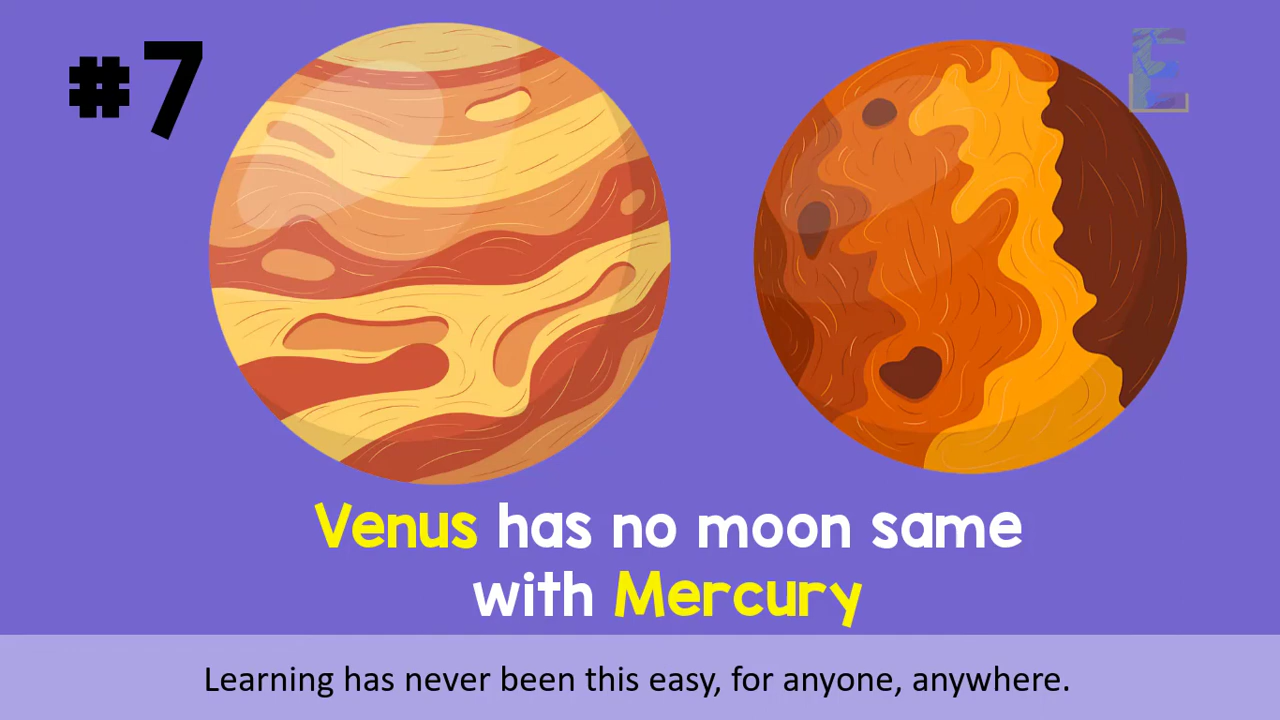 #7
E
Venus has no moon same
with Mercury
Learning has never been this easy, for anyone, anywhere.